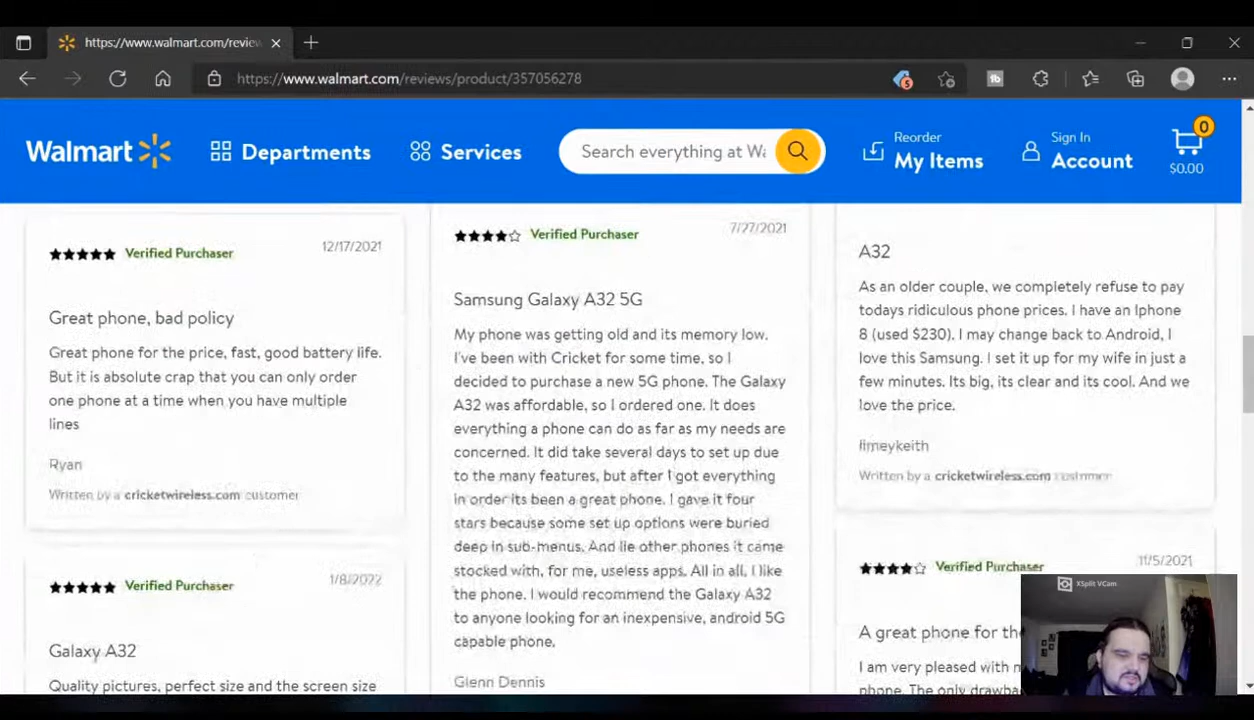 https://www.walmart.com/review
https://www.walmart.com/reviews/product/357056278
Walmart
Departments
Services
Search everything at Wa
Reorder
My Items
Sign In
Account
0
$0.00
Verified Purchaser
12/17/2021
Great phone, bad policy
Great phone for the price, fast, good battery life.
But it is absolute crap that you can only order
one phone at a time when you have multiple
lines
Ryan
Written by a cricketwireless.com customer
Verified Purchaser
1/8/2022
Galaxy A32
Quality pictures, perfect size and the screen size
Verified Purchaser
7/27/2021
Samsung Galaxy A32 5G
My phone was getting old and its memory low.
I've been with Cricket for some time, so I
decided to purchase a new 5G phone. The Galaxy
A32 was affordable, so I ordered one. It does
everything a phone can do as far as my needs are
concerned. It did take several days to set up due
to the many features, but after I got everything
in order its been a great phone. I gave it four
stars because some set up options were buried
deep in sub-menus. And lie other phones it came
stocked with, for me, useless apps. All in all, I like
the phone. I would recommend the Galaxy A32
to anyone looking for an inexpensive, android 5G
capable phone.
Glenn Dennis
A32
As an older couple, we completely refuse to pay
todays ridiculous phone prices. I have an Iphone
8 (used $230). I may change back to Android, I
love this Samsung. I set it up for my wife in just a
few minutes. Its big, its clear and its cool. And we
love the price.
limeykeith
Written by a cricketwireless.com customer
Verified Purchaser
11/5/2021
A great phone for the
I am very pleased with
phone. The only drawba
XSplit VCam